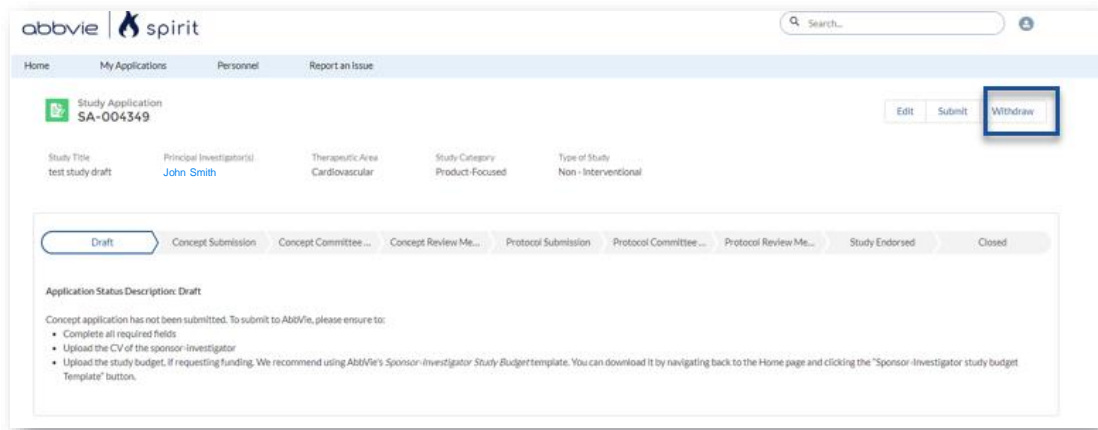 abbvie spirit
Search...
Home My Applications Personnel Report an Issue
Study Application
SA-004349
Edit Submit Withdraw
Study Title Principal Investigator(s) Therapeutic Area Study Category Type of Study
test study draft John Smith Cardiovascular Product-Focused Non - Interventional
Draft Concept Submission Concept Committee ... Concept Review Me... Protocol Submission Protocol Committee ... Protocol Review Me... Study Endorsed Closed
Application Status Description: Draft
Concept application has not been submitted. To submit to AbbVie, please ensure to:
• Complete all required fields
• Upload the CV of the sponsor-investigator
• Upload the study budget, if requesting funding. We recommend using AbbVie's Sponsor-Investigator Study Budget template. You can download it by navigating back to the Home page and clicking the "Sponsor-Investigator study budget
Template" button.